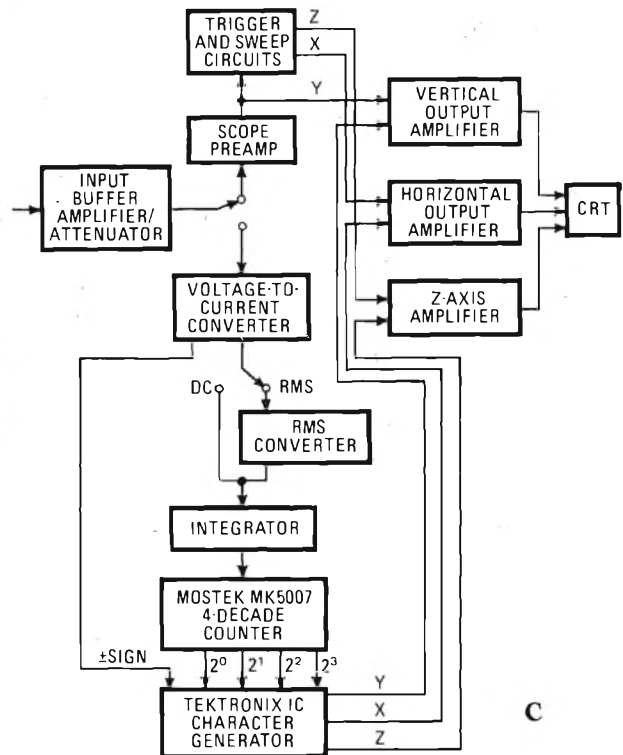 TRIGGER
AND SWEEP
CIRCUITS
Z
X
Y
VERTICAL
OUTPUT
AMPLIFIER
SCOPE
PREAMP
INPUT
BUFFER
AMPLIFIER/
ATTENUATOR
HORIZONTAL
OUTPUT
AMPLIFIER
CRT
VOLTAGE-TO-
CURRENT
CONVERTER
Z-AXIS
AMPLIFIER
DC
RMS
RMS
CONVERTER
INTEGRATOR
MOSTEK MK5007
4-DECADE
COUNTER
±SIGN
2⁰
2¹
2²
2³
TEKTRONIX IC
CHARACTER
GENERATOR
Y
X
Z
C